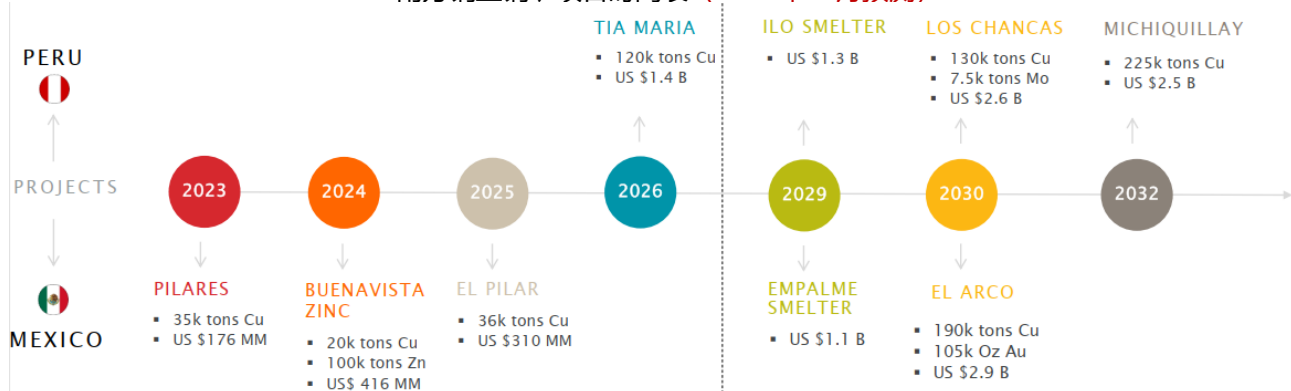 TIA MARIA
▪ 120k tons Cu
▪ US $1.4 B
ILO SMELTER
▪ US $1.3 B
LOS CHANCAS
▪ 130k tons Cu
▪ 7.5k tons Mo
▪ US $2.6 B
MICHIQUILLAY
▪ 225k tons Cu
▪ US $2.5 B
PERU
PROJECTS
2023
2024
2025
2026
2029
2030
2032
MEXICO
PILARES
▪ 35k tons Cu
▪ US $176 MM
BUENAVISTA
ZINC
▪ 20k tons Cu
▪ 100k tons Zn
▪ US$ 416 MM
EL PILAR
▪ 36k tons Cu
▪ US $310 MM
EMPALME
SMELTER
▪ US $1.1 B
EL ARCO
▪ 190k tons Cu
▪ 105k Oz Au
▪ US $2.9 B